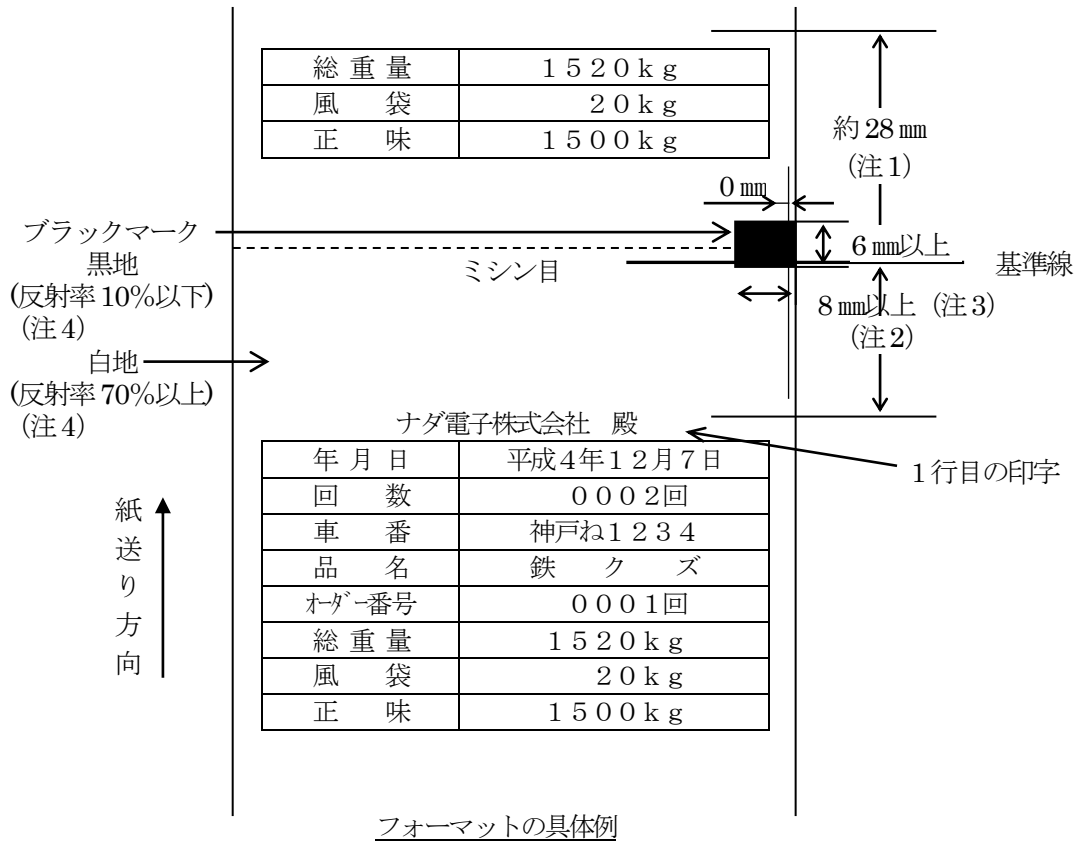 総重量 1520kg
風 袋 20kg
正 味 1500kg
約28㎜
(注1)
0㎜
ブラックマーク
黒地
(反射率10%以下)
(注4)
ミシン目
6㎜以上
基準線
8㎜以上 (注3)
(注2)
白地
(反射率70%以上)
(注4)
ナダ電子株式会社 殿
年月日 平成4年12月7日
1行目の印字
回 数 0002回
車 番 神戸ね1234
品 名 鉄 ク ズ
オーダー番号 0001回
総重量 1520kg
風 袋 20kg
正 味 1500kg
紙送り方向
フォーマットの具体例